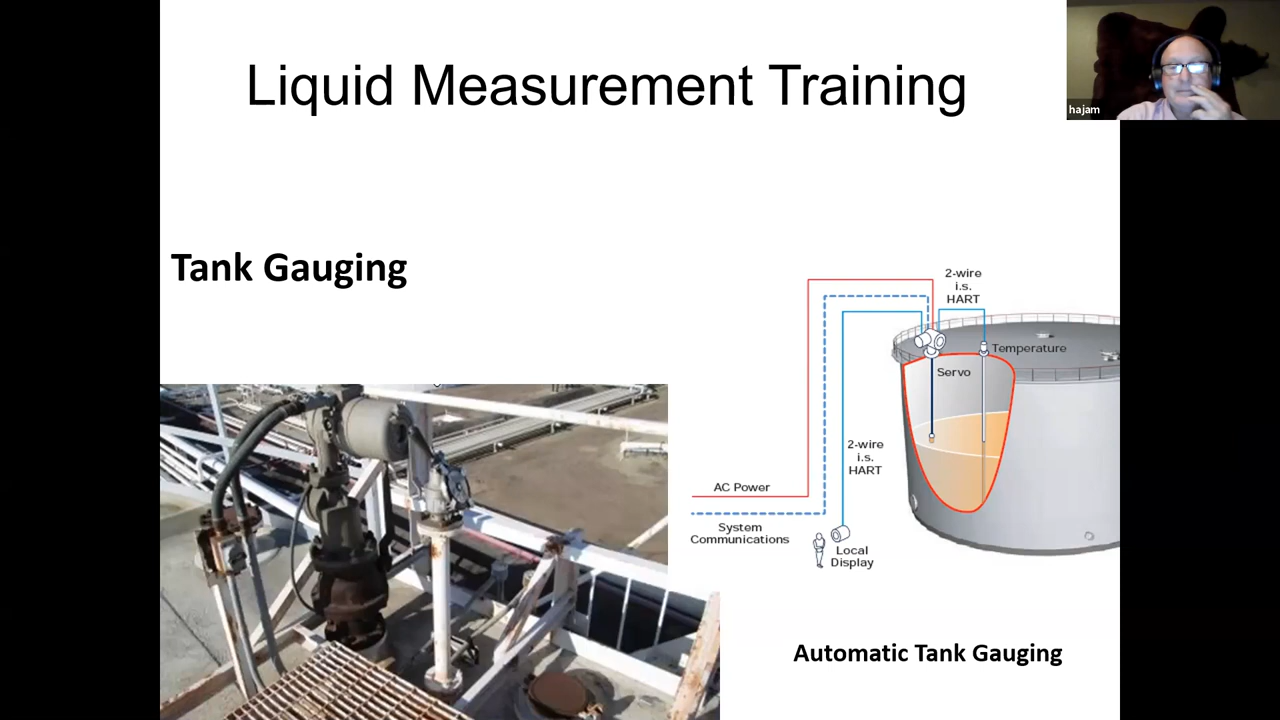 Liquid Measurement Training
hajam
Tank Gauging
2-wire
i.s.
HART
Temperature
Servo
2-wire
i.s.
HART
AC Power
System
Communications
Local
Display
Automatic Tank Gauging